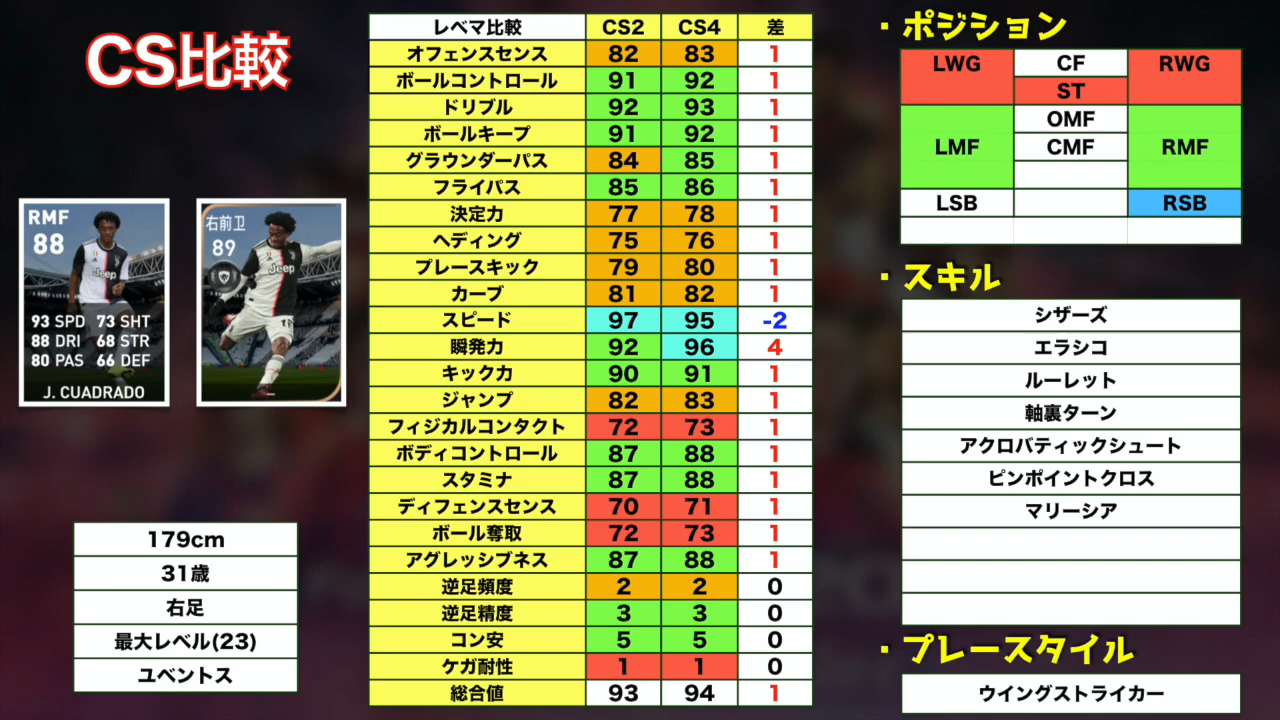 CS比較
RMF
88
Jeep
93 SPD 73 SHT
88 DRI 68 STR
80 PAS 66 DEF
J. CUADRADO
右前卫
89
Jeep
179cm
31歳
右足
最大レベル(23)
ユベントス
レベマ比較 CS2 CS4 差
オフェンスセンス 82 83 1
ボールコントロール 91 92 1
ドリブル 92 93 1
ボールキープ 91 92 1
グラウンダーパス 84 85 1
フライパス 85 86 1
決定力 77 78 1
ヘディング 75 76 1
プレースキック 79 80 1
カーブ 81 82 1
スピード 97 95 -2
瞬発力 92 96 4
キック力 90 91 1
ジャンプ 82 83 1
フィジカルコンタクト 72 73 1
ボディコントロール 87 88 1
スタミナ 87 88 1
ディフェンスセンス 70 71 1
ボール奪取 72 73 1
アグレッシブネス 87 88 1
逆足頻度 2 2 0
逆足精度 3 3 0
コン安 5 5 0
ケガ耐性 1 1 0
総合値 93 94 1
・ポジション
LWG CF RWG
ST
OMF
LMF CMF RMF
LSB RSB
・スキル
シザーズ
エラシコ
ルーレット
軸裏ターン
アクロバティックシュート
ピンポイントクロス
マリーシア
・プレースタイル
ウイングストライカー